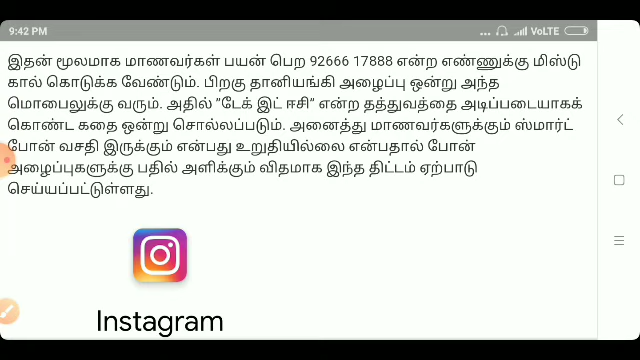 9:42 PM
... VoLTE
இதன் மூலமாக மாணவர்கள் பயன் பெற 92666 17888 என்ற எண்ணுக்கு மிஸ்டு
கால் கொடுக்க வேண்டும். பிறகு தானியங்கி அழைப்பு ஒன்று அந்த
மொபைலுக்கு வரும். அதில் "டேக் இட் ஈசி" என்ற தத்துவத்தை அடிப்படையாகக்
கொண்ட கதை ஒன்று சொல்லப்படும். அனைத்து மாணவர்களுக்கும் ஸ்மார்ட்
போன் வசதி இருக்கும் என்பது உறுதியில்லை என்பதால் போன்
அழைப்புகளுக்கு பதில் அளிக்கும் விதமாக இந்த திட்டம் ஏற்பாடு
செய்யப்பட்டுள்ளது.
Instagram